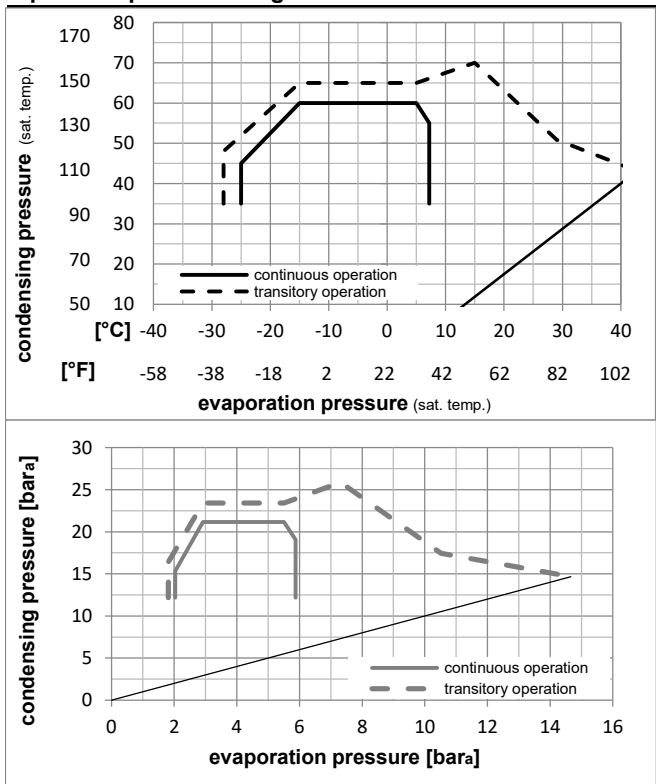 condensing pressure (sat. temp.)
80
170
70
150
60
130
50
110
40
90
30
70 20
50 10
continuous operation
transitory operation
[°C] -40 -30 -20 -10 0 10 20 30 40
[°F] -58 -38 -18 2 22 42 62 82 102
evaporation pressure (sat. temp.)
condensing pressure [bara]
30
25
20
15
10
5
0
continuous operation
transitory operation
0 2 4 6 8 10 12 14 16
evaporation pressure [bara]